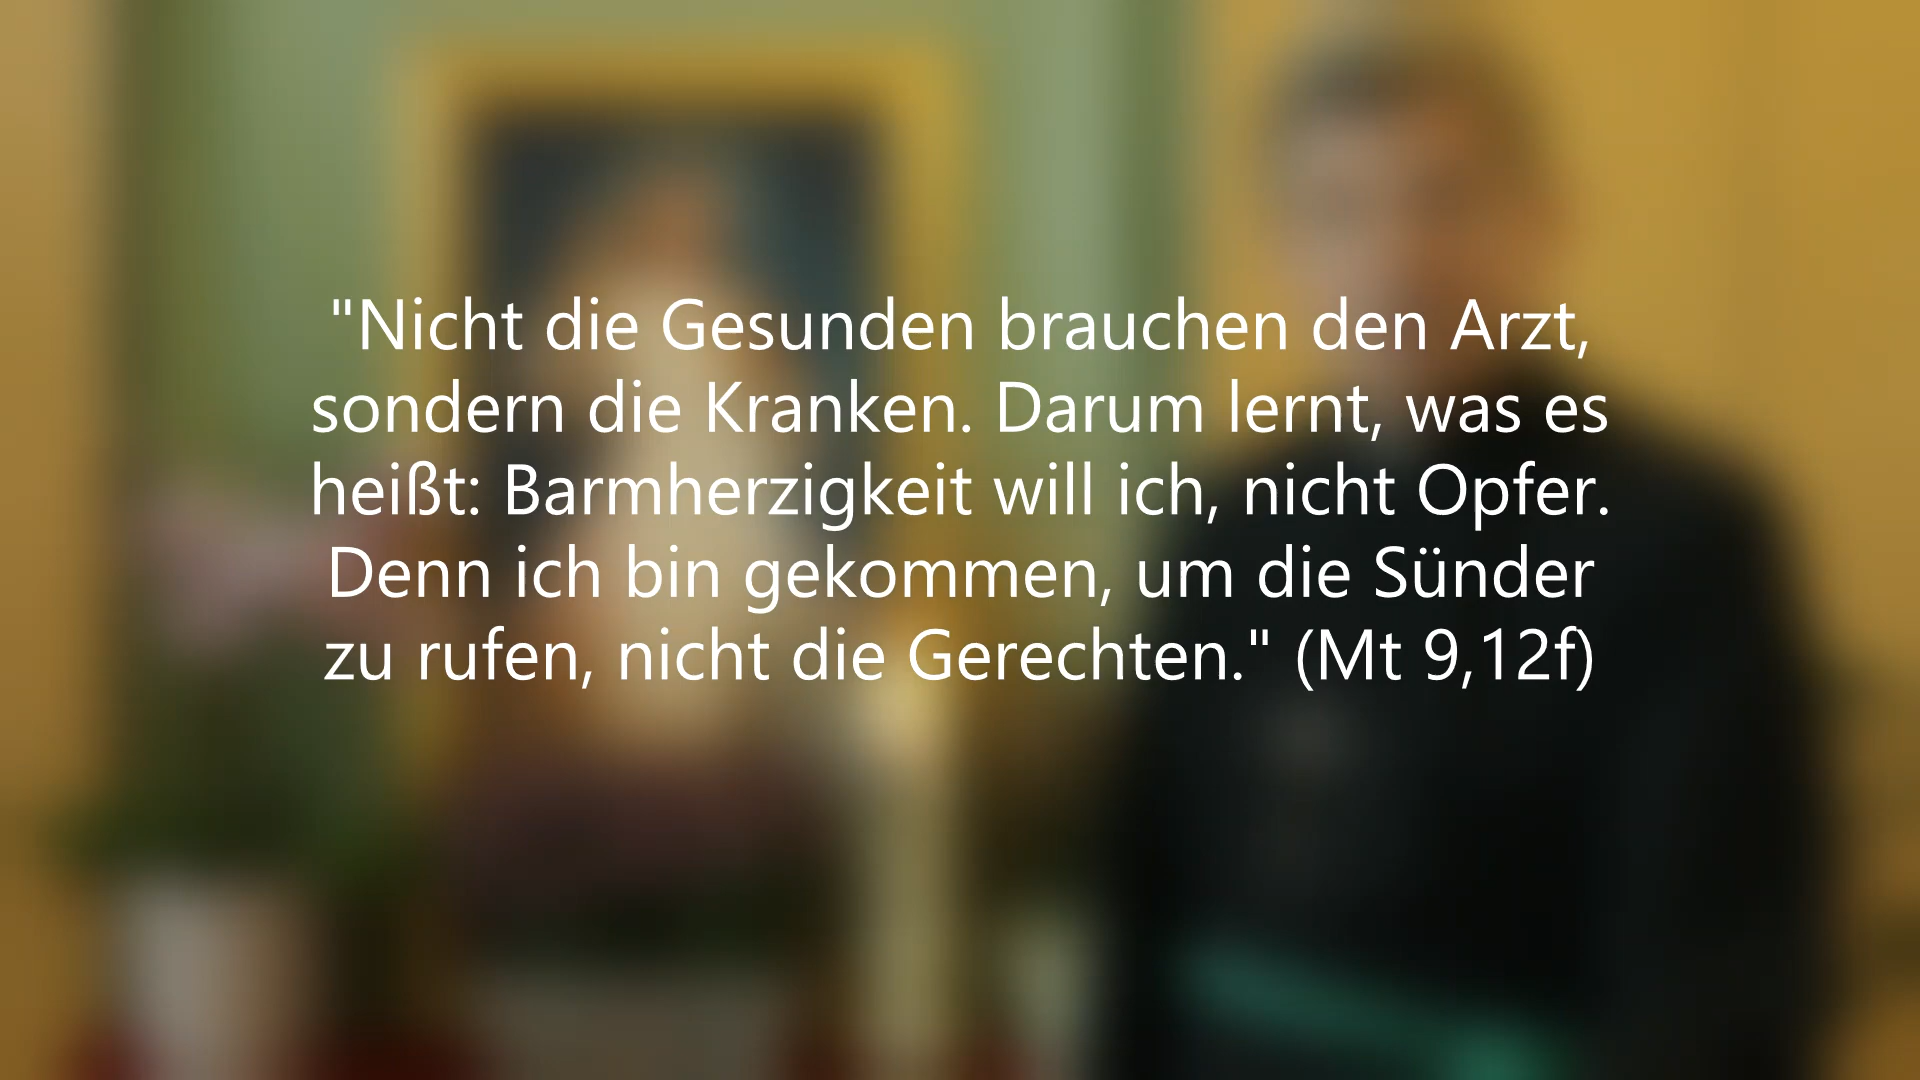 "Nicht die Gesunden brauchen den Arzt,
sondern die Kranken. Darum lernt, was es
heißt: Barmherzigkeit will ich, nicht Opfer.
Denn ich bin gekommen, um die Sünder
zu rufen, nicht die Gerechten." (Mt 9,12f)